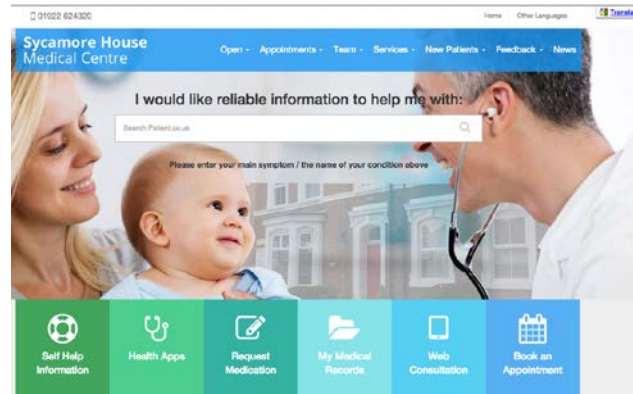 01922 624320
Home Other Languages
Sycamore House
Medical Centre
Open Appointments Team Services New Patients Feedback News
I would like reliable information to help me with:
Search Patient.co.uk
Please enter your main symptom / the name of your condition above
Self Help
Information
Health Apps
Request
Medication
My Medical
Records
Web
Consultation
Book an
Appointment